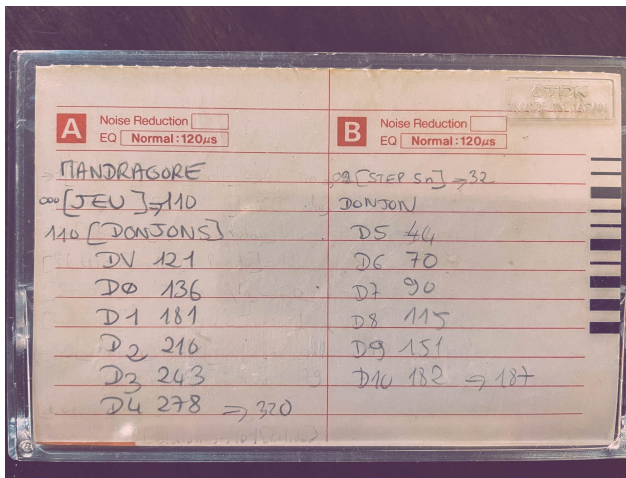 A
Noise Reduction
EQ Normal:120µs
MANDRAGORE
000 [JEU] → 110
110 [DONJONS]
DV 121
DØ 136
D1 181
D2 216
D3 243
D4 278 ⇒ 320
B
Noise Reduction
EQ Normal:120µs
[STEP Sn] → 32
DONJON
D5 44
D6 70
D7 90
D8 115
D9 151
D10 182 ⇒ 187